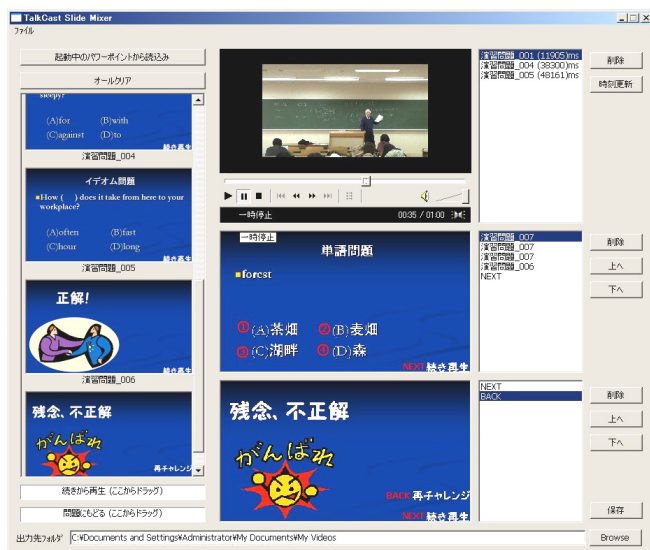 TalkCast Slide Mixer
ファイル
起動中のパワーポイントから読込み
オールクリア
sleepy?
(A)for (B)with
(C)against (D)to
続き再生
演習問題_004
イデオム問題
■How ( ) does it take from here to your
workplace?
(A)often (B)fast
(C)hour (D)long
続き再生
演習問題_005
正解!
続き再生
演習問題_006
残念、不正解
がんばれ
再チャレンジ
続きから再生 (ここからドラッグ)
問題にもどる (ここからドラッグ)
一時停止 00:35 / 01:00
演習問題_001 (11905)ms
演習問題_004 (38300)ms
演習問題_005 (48161)ms
削除
時刻更新
一時停止
単語問題
■forest
①(A)茶畑 ②(B)麦畑
③(C)湖畔 ④(D)森
NEXT 続き再生
演習問題_007
演習問題_007
演習問題_007
演習問題_006
NEXT
削除
上へ
下へ
残念、不正解
がんばれ
BACK 再チャレンジ
NEXT 続き再生
NEXT
BACK
削除
上へ
下へ
保存
出力先フォルダ C:¥Documents and Settings¥Administrator¥My Documents¥My Videos Browse